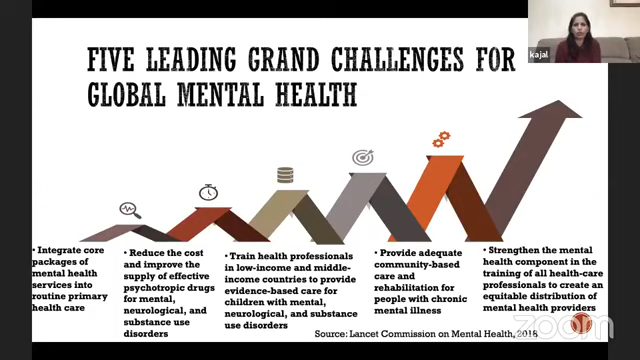 kajal
FIVE LEADING GRAND CHALLENGES FOR
GLOBAL MENTAL HEALTH
• Integrate core
packages of
mental health
services into
routine primary
health care
• Reduce the cost
and improve the
supply of effective
psychotropic drugs
for mental,
neurological, and
substance use
disorders
• Train health professionals
in low-income and middle-
income countries to provide
evidence-based care for
children with mental,
neurological, and substance
use disorders
• Provide adequate
community-based
care and
rehabilitation for
people with chronic
mental illness
• Strengthen the mental
health component in the
training of all health-care
professionals to create an
equitable distribution of
mental health providers
Source: Lancet Commission on Mental Health, 2018
zoom